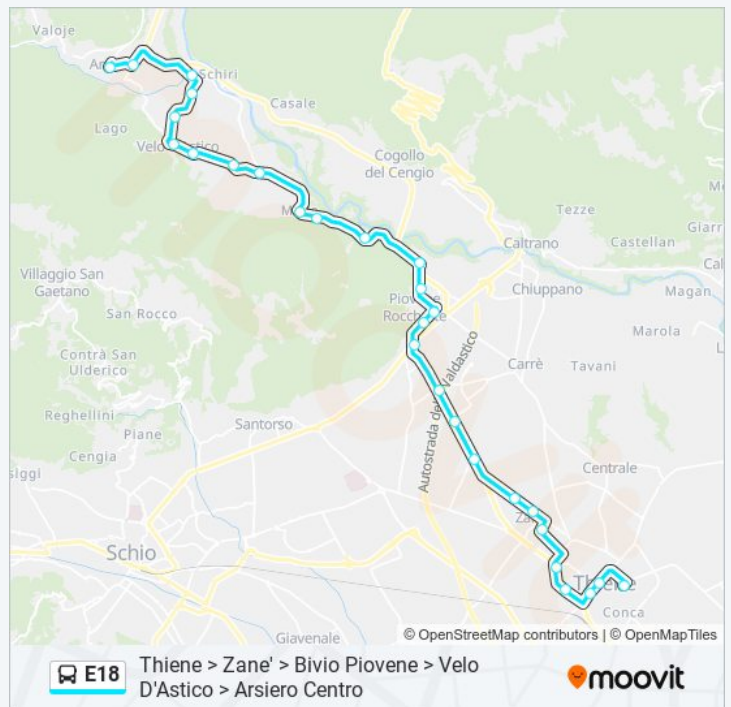 Valoje
Schiri
Casale
Lago
Cogollo
del Cengio
Tezze
Caltrano
Castellan
Villaggio San
Gaetano
Chiuppano
Magan
San Rocco
Marola
Contrà San
Ulderico
Carrè
Tavani
Autostrada della Valdastico
Reghellini
Piane
Santorso
Cengia
Centrale
Schio
Thiene
Conca
Giavenale
© OpenStreetMap contributors | © OpenMapTiles
E18
Thiene > Zane' > Bivio Piovene > Velo
D'Astico > Arsiero Centro
moovit